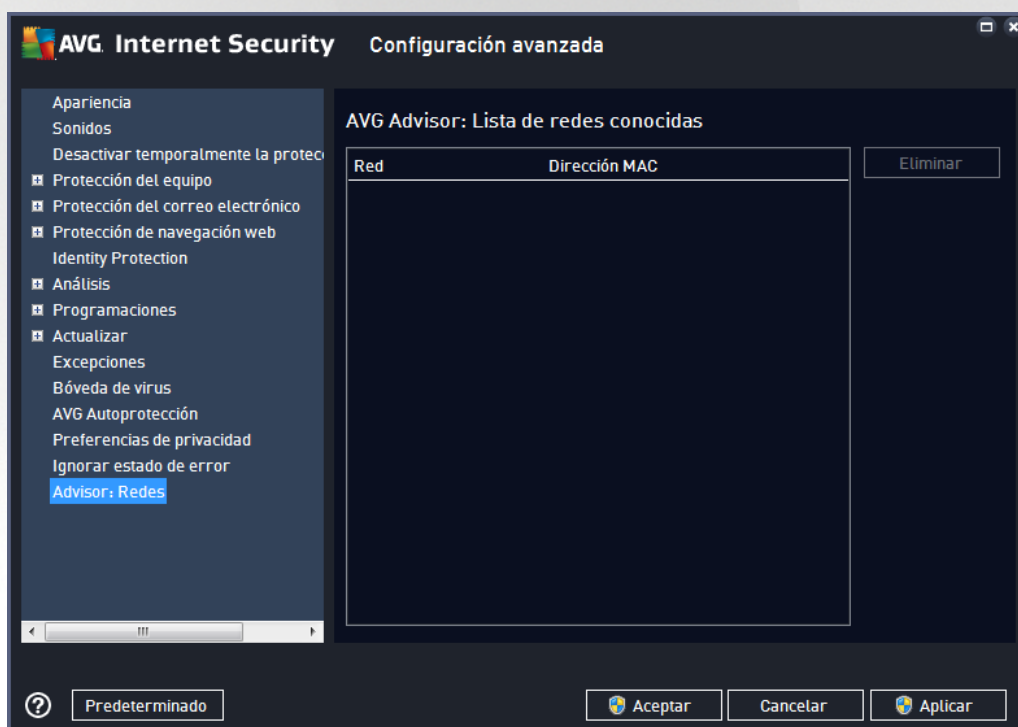 AVG. Internet Security Configuración avanzada
Apariencia
Sonidos
Desactivar temporalmente la protec
Protección del equipo
Protección del correo electrónico
Protección de navegación web
Identity Protection
Análisis
Programaciones
Actualizar
Excepciones
Bóveda de virus
AVG Autoprotección
Preferencias de privacidad
Ignorar estado de error
Advisor: Redes
AVG Advisor: Lista de redes conocidas
Red Dirección MAC
Eliminar
Predeterminado
Aceptar
Cancelar
Aplicar